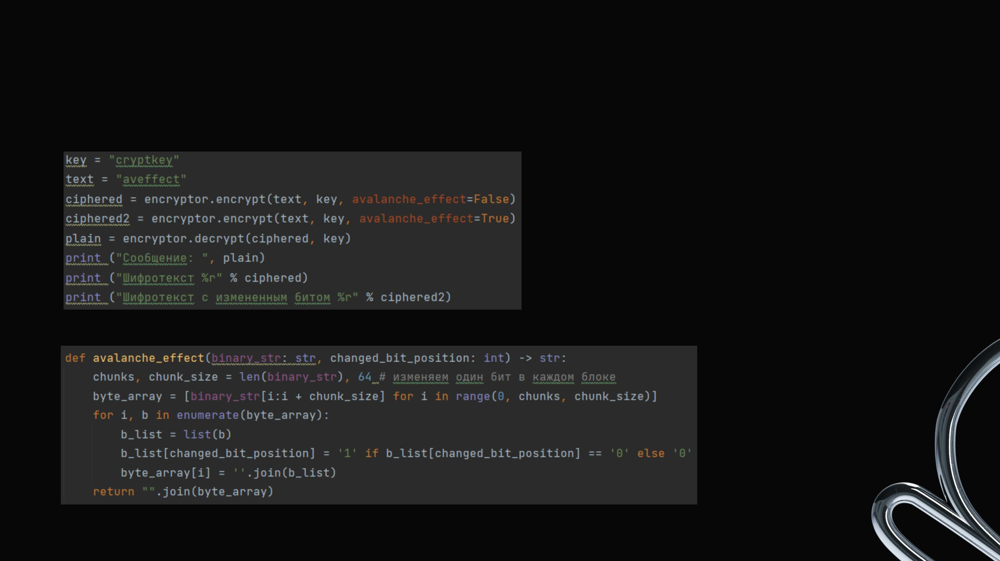 key = "cryptkey"
text = "aveffect"
ciphered = encryptor.encrypt(text, key, avalanche_effect=False)
ciphered2 = encryptor.encrypt(text, key, avalanche_effect=True)
plain = encryptor.decrypt(ciphered, key)
print ("Сообщение: ", plain)
print ("Шифротекст %r" % ciphered)
print ("Шифротекст с измененным битом %r" % ciphered2)
def avalanche_effect(binary_str: str, changed_bit_position: int) -> str:
    chunks, chunk_size = len(binary_str), 64 # изменяем один бит в каждом блоке
    byte_array = [binary_str[i:i + chunk_size] for i in range(0, chunks, chunk_size)]
    for i, b in enumerate(byte_array):
        b_list = list(b)
        b_list[changed_bit_position] = '1' if b_list[changed_bit_position] == '0' else '0'
        byte_array[i] = ''.join(b_list)
    return "".join(byte_array)